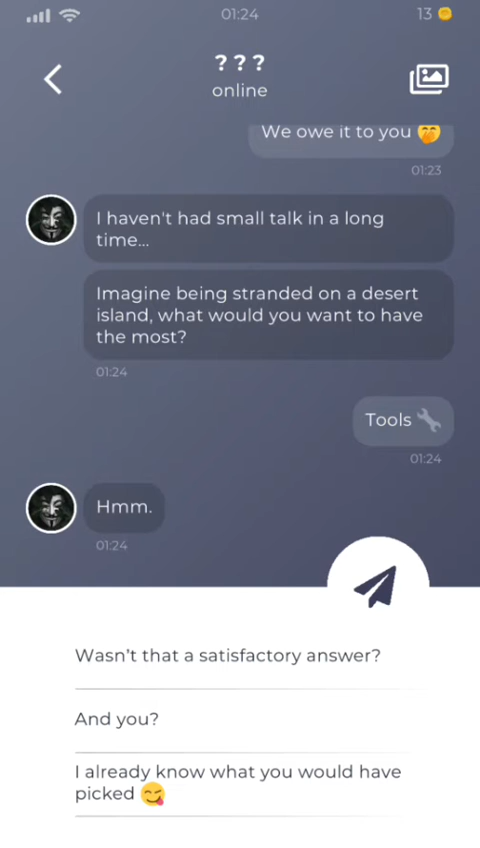 01:24
13
? ? ?
online
We owe it to you 🤭
01:23
I haven't had small talk in a long
time...
Imagine being stranded on a desert
island, what would you want to have
the most?
01:24
Tools 🔧
01:24
Hmm.
01:24
Wasn't that a satisfactory answer?
And you?
I already know what you would have
picked 😋